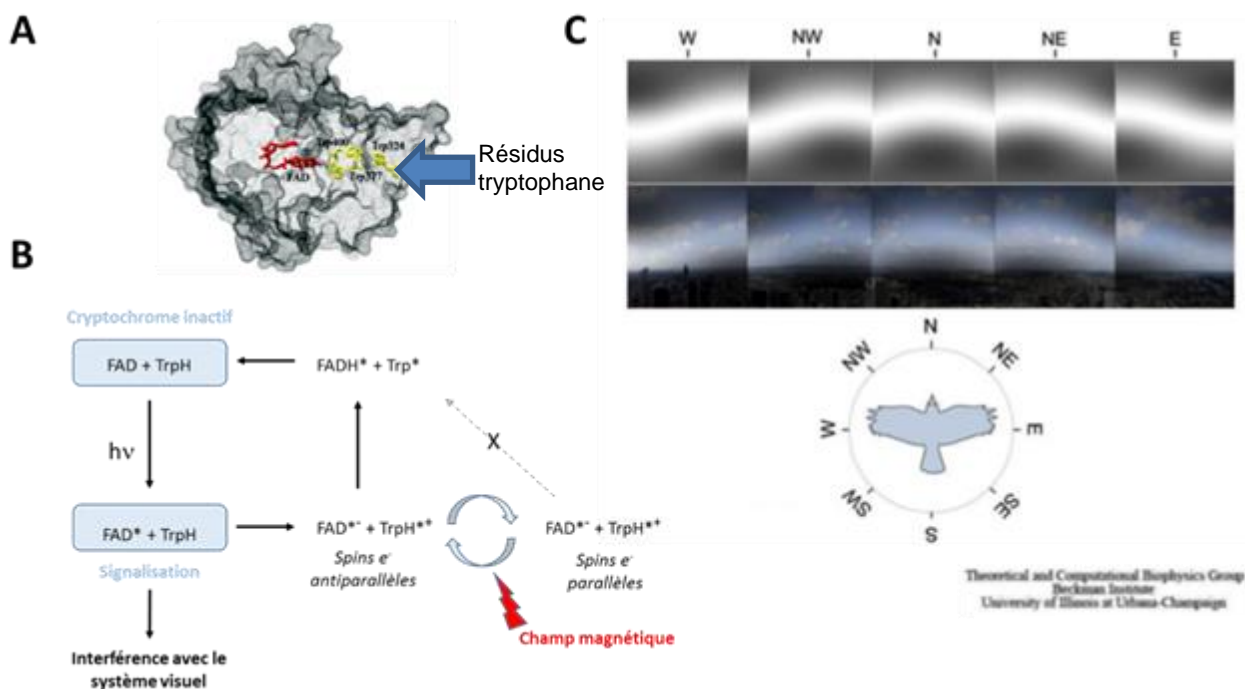 A
FAD
Trp324
Trp377
Résidus
tryptophane
B
Cryptochrome inactif
FAD + TrpH
FADH* + Trp*
hν
X
FAD* + TrpH
FAD*- + TrpH*+
FAD*- + TrpH*+
Signalisation
Spins e-
antiparallèles
Spins e-
parallèles
Champ magnétique
Interférence avec le
système visuel
C
W NW N NE E
N
NW NE
W E
SW SE
S
Theoretical and Computational Biophysics Group
Beckman Institute
University of Illinois at Urbana-Champaign